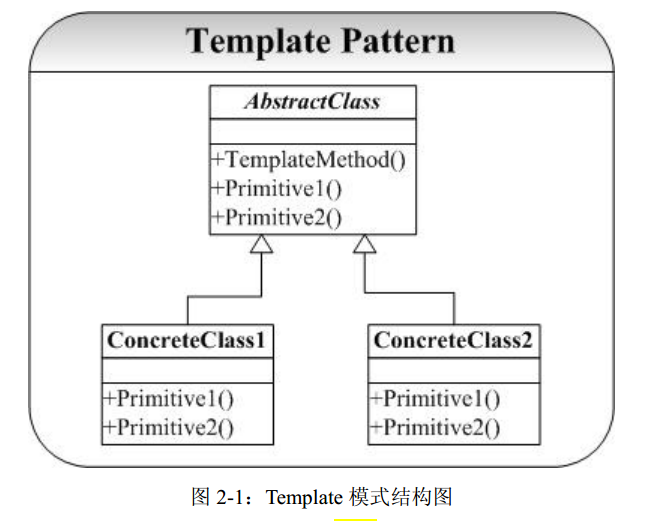 Template Pattern
AbstractClass
+TemplateMethod()
+Primitive1()
+Primitive2()
ConcreteClass1
+Primitive1()
+Primitive2()
ConcreteClass2
+Primitive1()
+Primitive2()
图 2-1：Template 模式结构图